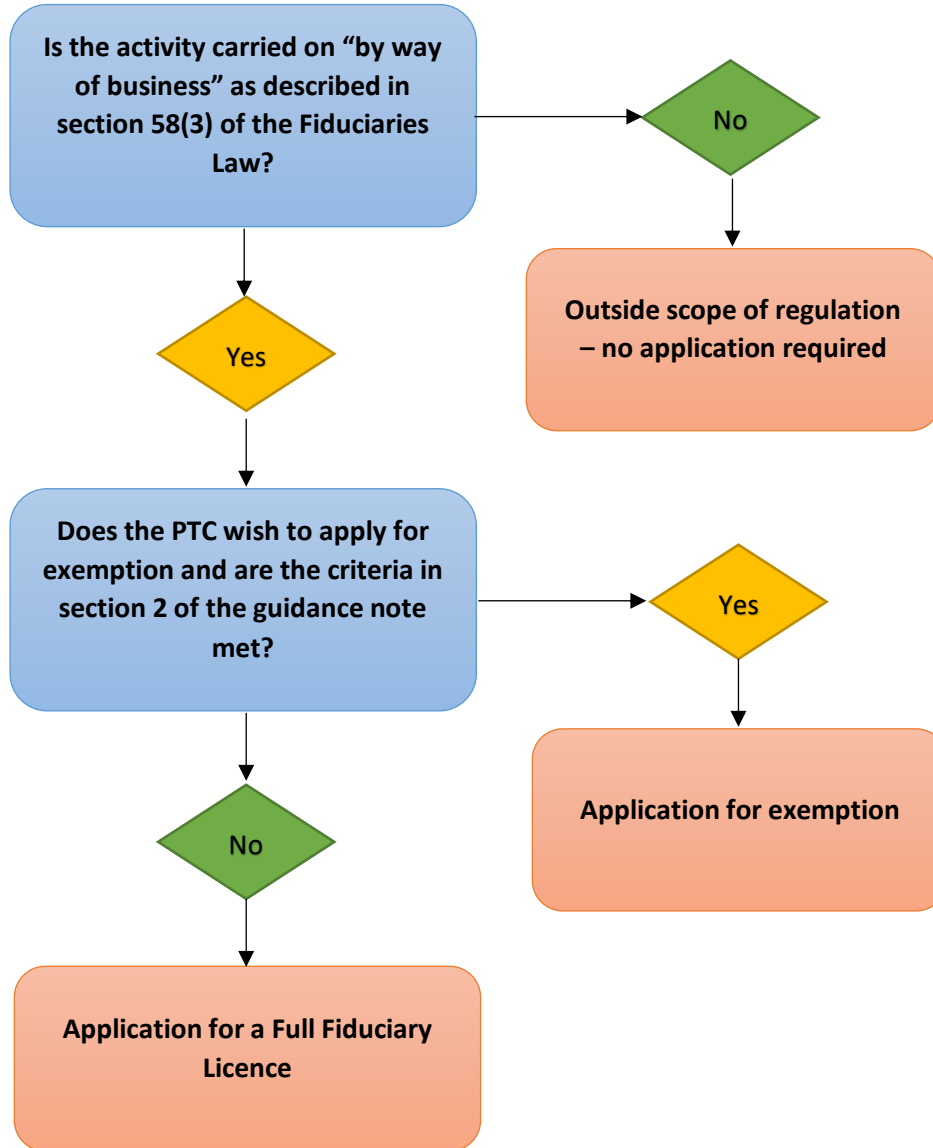 Is the activity carried on “by way
of business” as described in
section 58(3) of the Fiduciaries
Law?
No
Outside scope of regulation
– no application required
Yes
Does the PTC wish to apply for
exemption and are the criteria in
section 2 of the guidance note
met?
Yes
Application for exemption
No
Application for a Full Fiduciary
Licence